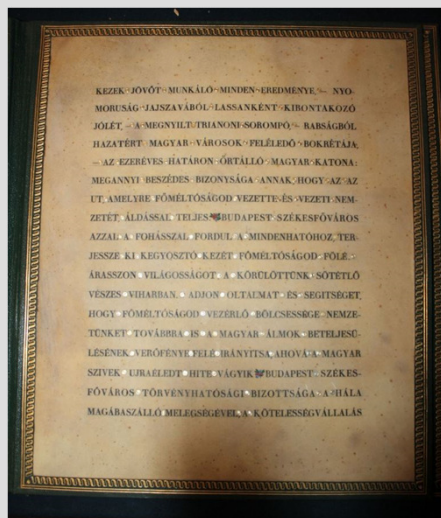 KEZEK JÖVŐT MUNKÁLÓ MINDEN EREDMÉNYE, – NYO-
MORUSÁG JAJSZAVÁBÓL LASSANKÉNT KIBONTAKOZÓ
JÓLÉT, – A MEGNYILT TRIANONI SOROMPÓ, – RABSÁGBÓL
HAZATÉRT MAGYAR VÁROSOK FELÉLEDŐ BOKRÉTÁJA,
– AZ EZERÉVES HATÁRON ŐRTÁLLÓ MAGYAR KATONA:
MEGANNYI BESZÉDES BIZONYSÁGA ANNAK, HOGY AZ AZ
UT, AMELYRE FŐMÉLTÓSÁGOD VEZETTE ÉS VEZETI NEM-
ZETÉT, ÁLDÁSSAL TELJES. BUDAPEST SZÉKESFŐVÁROS
AZZAL A FOHÁSSZAL FORDUL A MINDENHATÓHOZ, TER-
JESSZE KI KEGYOSZTÓ KEZÉT FŐMÉLTÓSÁGOD FÖLÉ.
ÁRASSZON VILÁGOSSÁGOT A KÖRÜLÖTTÜNK SÖTÉTLŐ
VÉSZES VIHARBAN. ADJON OLTALMAT ÉS SEGITSÉGET,
HOGY FŐMÉLTÓSÁGOD VEZÉRLŐ BÖLCSESSÉGE NEMZE-
TÜNKET TOVÁBBRA IS A MAGYAR ÁLMOK BETELJESÜ-
LÉSÉNEK VERŐFÉNYE FELÉ IRÁNYITSA, AHOVÁ A MAGYAR
SZIVEK UJRAÉLEDT HITE VÁGYIK. BUDAPEST SZÉKES-
FŐVÁROS TÖRVÉNYHATÓSÁGI BIZOTTSÁGA A HÁLA
MAGÁBASZÁLLÓ MELEGSÉGÉVEL, A KÖTELESSÉGVÁLLALÁS